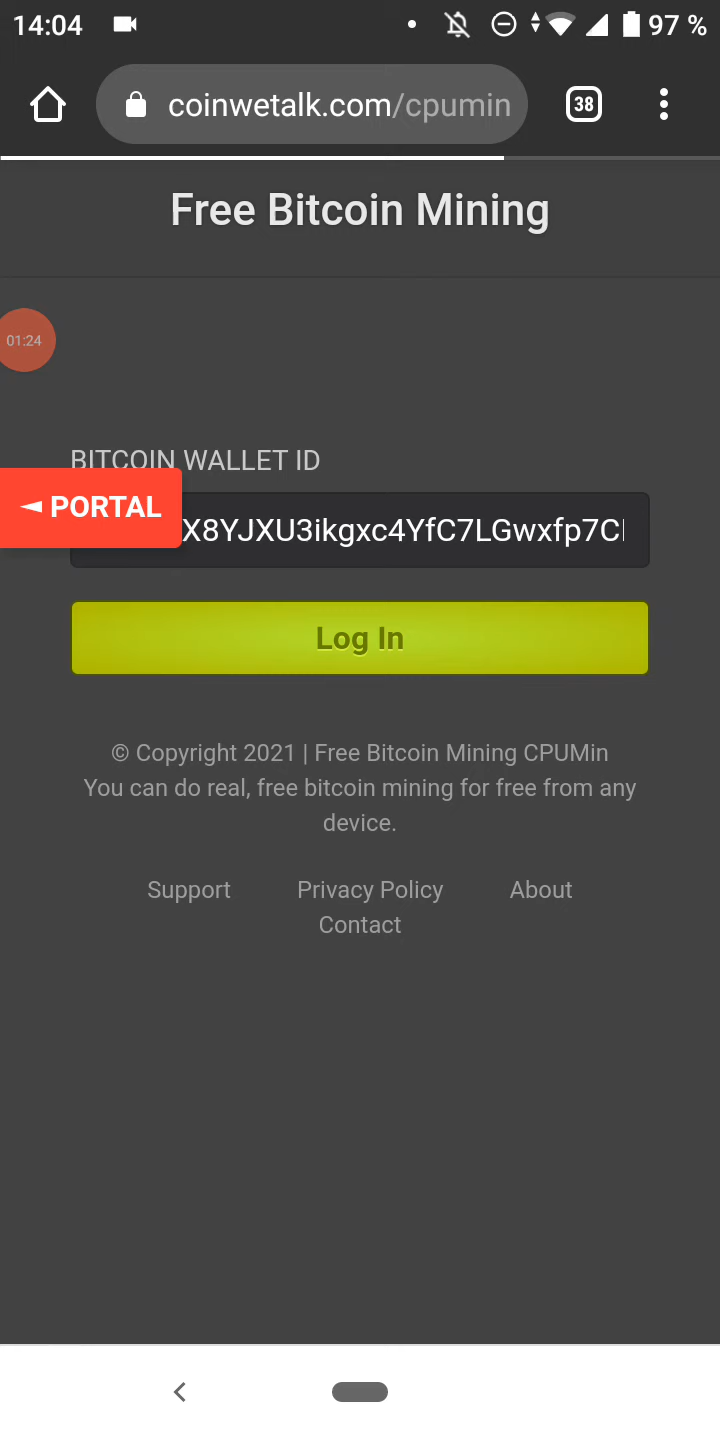 14:04 97 %
coinwetalk.com/cpumin 38
Free Bitcoin Mining
01:24
BITCOIN WALLET ID
PORTAL X8YJXU3ikgxc4YfC7LGwxfp7C
Log In
© Copyright 2021 | Free Bitcoin Mining CPUMin
You can do real, free bitcoin mining for free from any
device.
Support Privacy Policy About
Contact